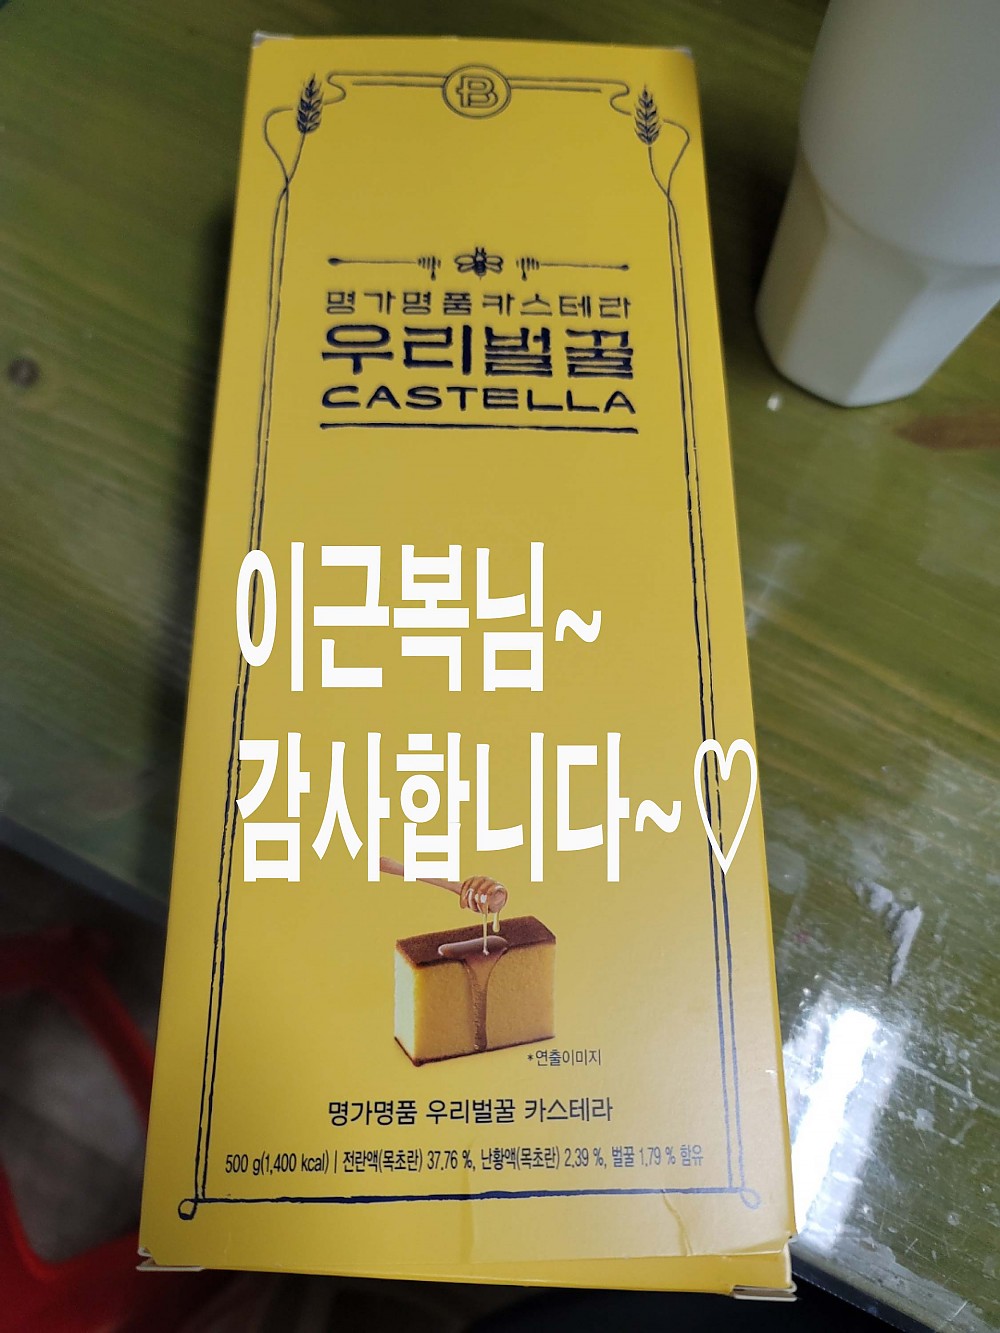 B
명가명품카스테라
우리벌꿀
CASTELLA
이근복님~
감사합니다~♡
*연출이미지
명가명품 우리벌꿀 카스테라
500 g(1,400 kcal) | 전란액(목초란) 37.76 %, 난황액(목초란) 2.39 %, 벌꿀 1.79 % 함유